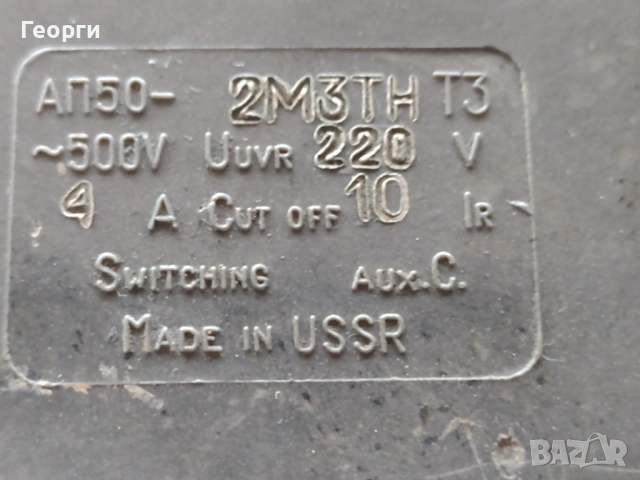 Георги
АП50- 2М3ТН Т3
~500V UUVR 220 V
4 A CUT OFF 10 IR
SWITCHING AUX.C.
MADE IN USSR
BAZAR